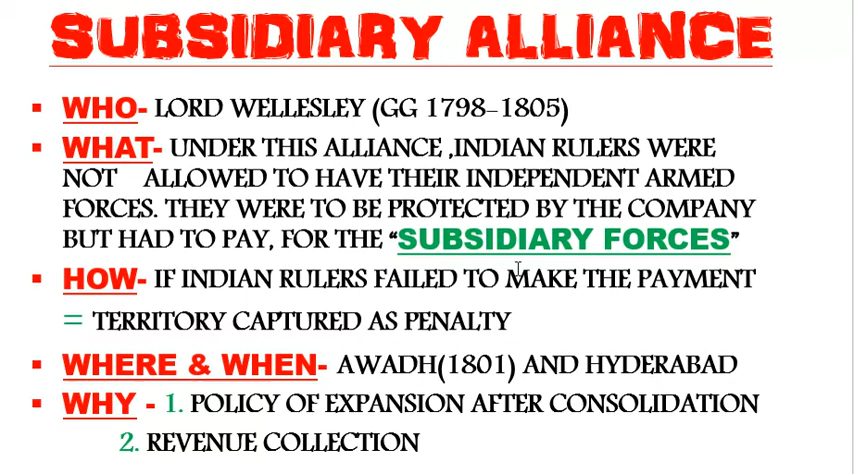 SUBSIDIARY ALLIANCE
▪ WHO- LORD WELLESLEY (GG 1798-1805)
▪ WHAT- UNDER THIS ALLIANCE ,INDIAN RULERS WERE
NOT ALLOWED TO HAVE THEIR INDEPENDENT ARMED
FORCES. THEY WERE TO BE PROTECTED BY THE COMPANY
BUT HAD TO PAY, FOR THE “SUBSIDIARY FORCES”
▪ HOW- IF INDIAN RULERS FAILED TO MAKE THE PAYMENT
= TERRITORY CAPTURED AS PENALTY
▪ WHERE & WHEN- AWADH(1801) AND HYDERABAD
▪ WHY - 1. POLICY OF EXPANSION AFTER CONSOLIDATION
2. REVENUE COLLECTION